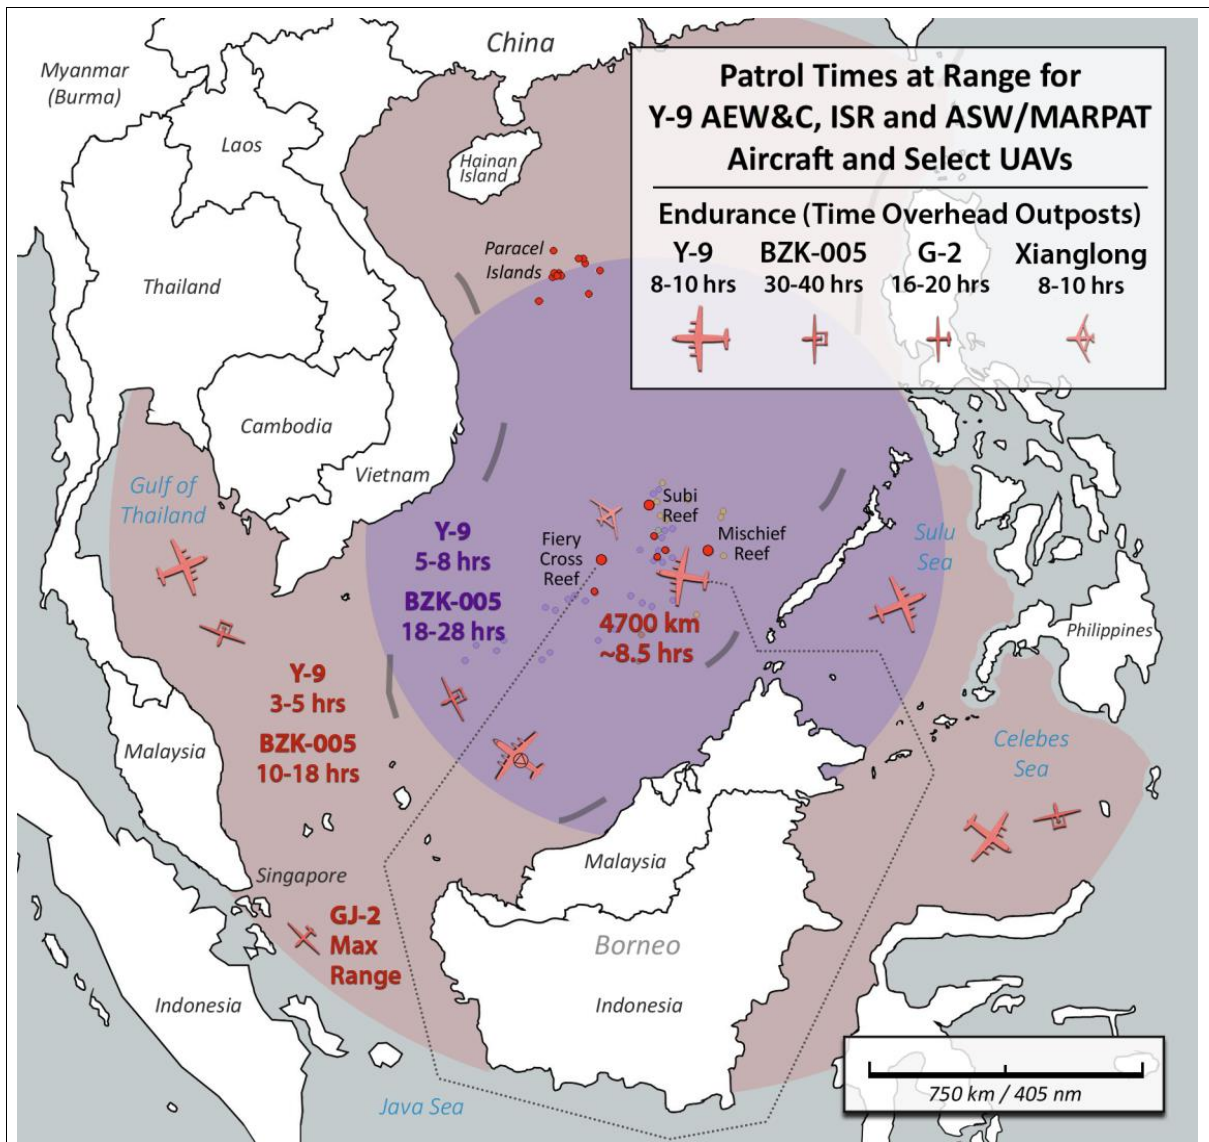 China
Myanmar
(Burma)
Laos
Hainan
Island
Paracel
Islands
Thailand
Cambodia
Vietnam
Gulf of
Thailand
Patrol Times at Range for
Y-9 AEW&C, ISR and ASW/MARPAT
Aircraft and Select UAVs
Endurance (Time Overhead Outposts)
Y-9
8-10 hrs
BZK-005
30-40 hrs
G-2
16-20 hrs
Xianglong
8-10 hrs
Subi
Reef
Mischief
Reef
Fiery
Cross
Reef
Y-9
5-8 hrs
BZK-005
18-28 hrs
4700 km
~8.5 hrs
Sulu
Sea
Philippines
Y-9
3-5 hrs
BZK-005
10-18 hrs
Malaysia
Celebes
Sea
Malaysia
Singapore
GJ-2
Max
Range
Borneo
Indonesia
Indonesia
Java Sea
750 km / 405 nm